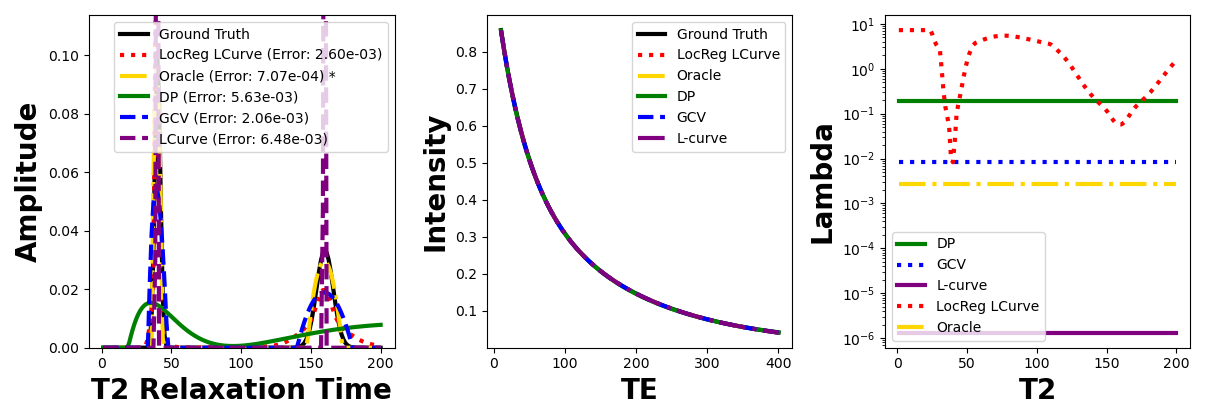 Amplitude
0.10
0.08
0.06
0.04
0.02
0.00
Ground Truth
LocReg LCurve (Error: 2.60e-03)
Oracle (Error: 7.07e-04) *
DP (Error: 5.63e-03)
GCV (Error: 2.06e-03)
LCurve (Error: 6.48e-03)
0 50 100 150 200
T2 Relaxation Time
Intensity
0.8
0.7
0.6
0.5
0.4
0.3
0.2
0.1
Ground Truth
LocReg LCurve
Oracle
DP
GCV
L-curve
0 100 200 300 400
TE
Lambda
10^1
10^0
10^-1
10^-2
10^-3
10^-4
10^-5
10^-6
DP
GCV
L-curve
LocReg LCurve
Oracle
0 50 100 150 200
T2